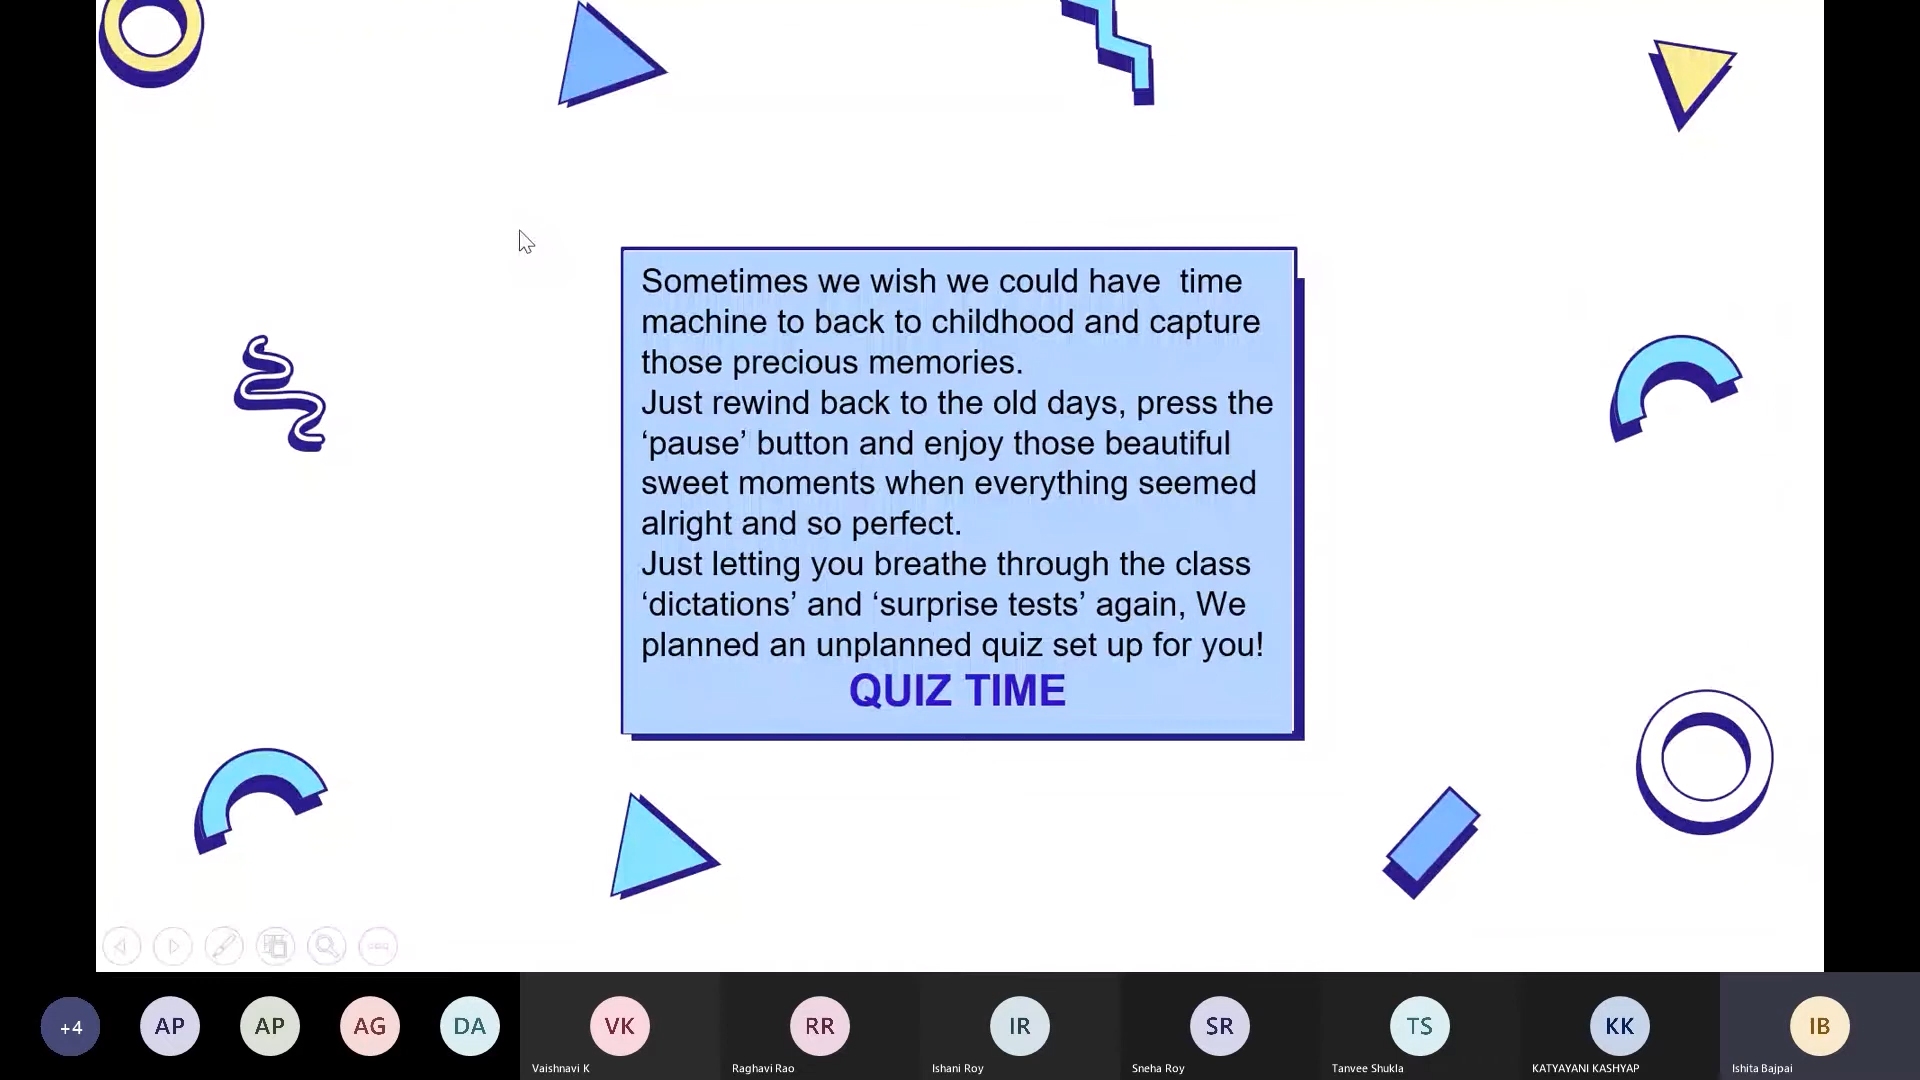 Sometimes we wish we could have  time
machine to back to childhood and capture
those precious memories.
Just rewind back to the old days, press the
‘pause’ button and enjoy those beautiful
sweet moments when everything seemed
alright and so perfect.
Just letting you breathe through the class
‘dictations’ and ‘surprise tests’ again, We
planned an unplanned quiz set up for you!
QUIZ TIME
+4 AP AP AG DA VK RR IR SR TS KK IB
Vaishnavi K Raghavi Rao Ishani Roy Sneha Roy Tanvee Shukla KATYAYANI KASHYAP Ishita Bajpai